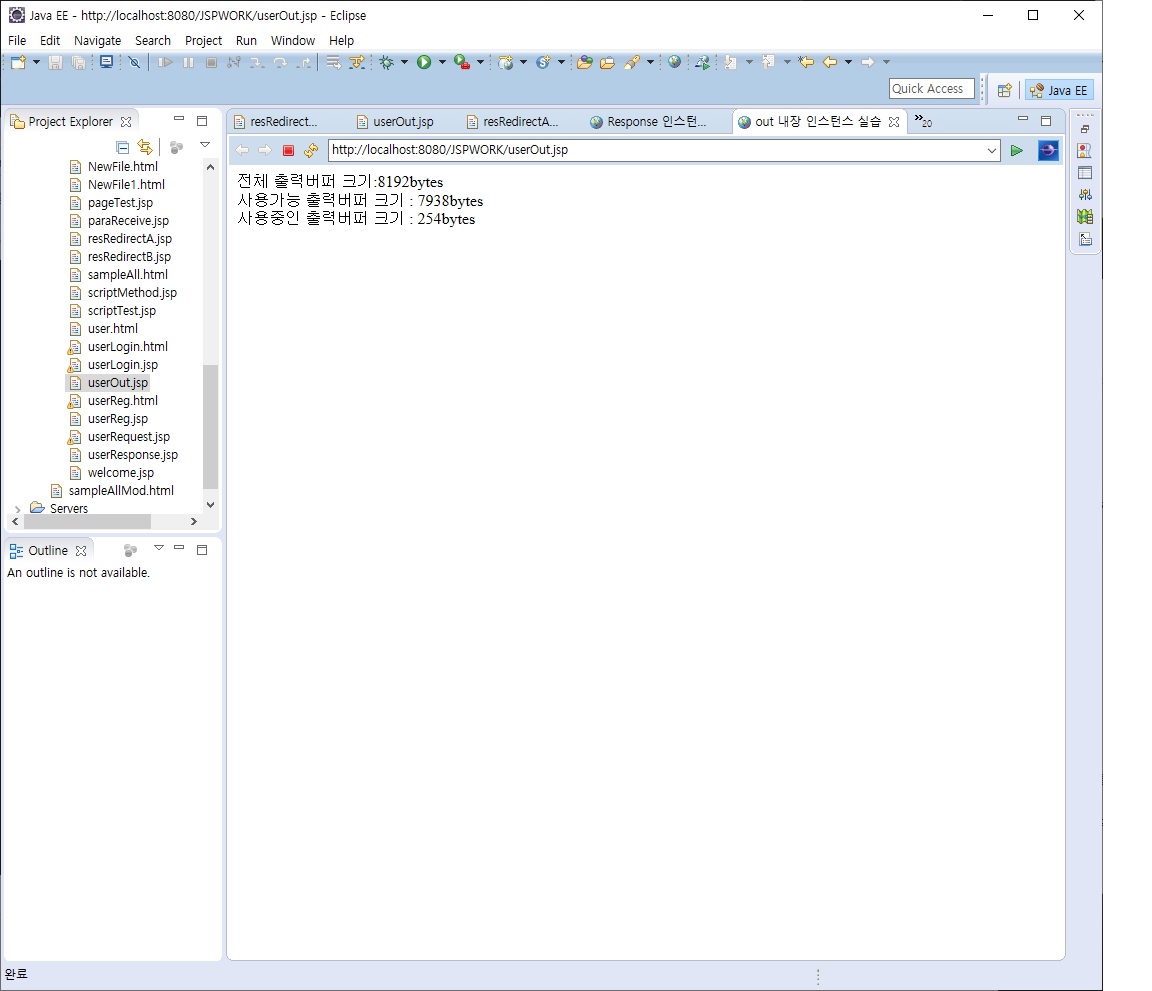 Java EE - http://localhost:8080/JSPWORK/userOut.jsp - Eclipse
File Edit Navigate Search Project Run Window Help
Quick Access
Java EE
Project Explorer
NewFile.html
NewFile1.html
pageTest.jsp
paraReceive.jsp
resRedirectA.jsp
resRedirectB.jsp
sampleAll.html
scriptMethod.jsp
scriptTest.jsp
user.html
userLogin.html
userLogin.jsp
userOut.jsp
userReg.html
userReg.jsp
userRequest.jsp
userResponse.jsp
welcome.jsp
sampleAllMod.html
Servers
Outline
An outline is not available.
resRedirect... userOut.jsp resRedirectA... Response 인스턴... out 내장 인스턴스 실습 »20
http://localhost:8080/JSPWORK/userOut.jsp
전체 출력버퍼 크기:8192bytes
사용가능 출력버퍼 크기 : 7938bytes
사용중인 출력버퍼 크기 : 254bytes
완료